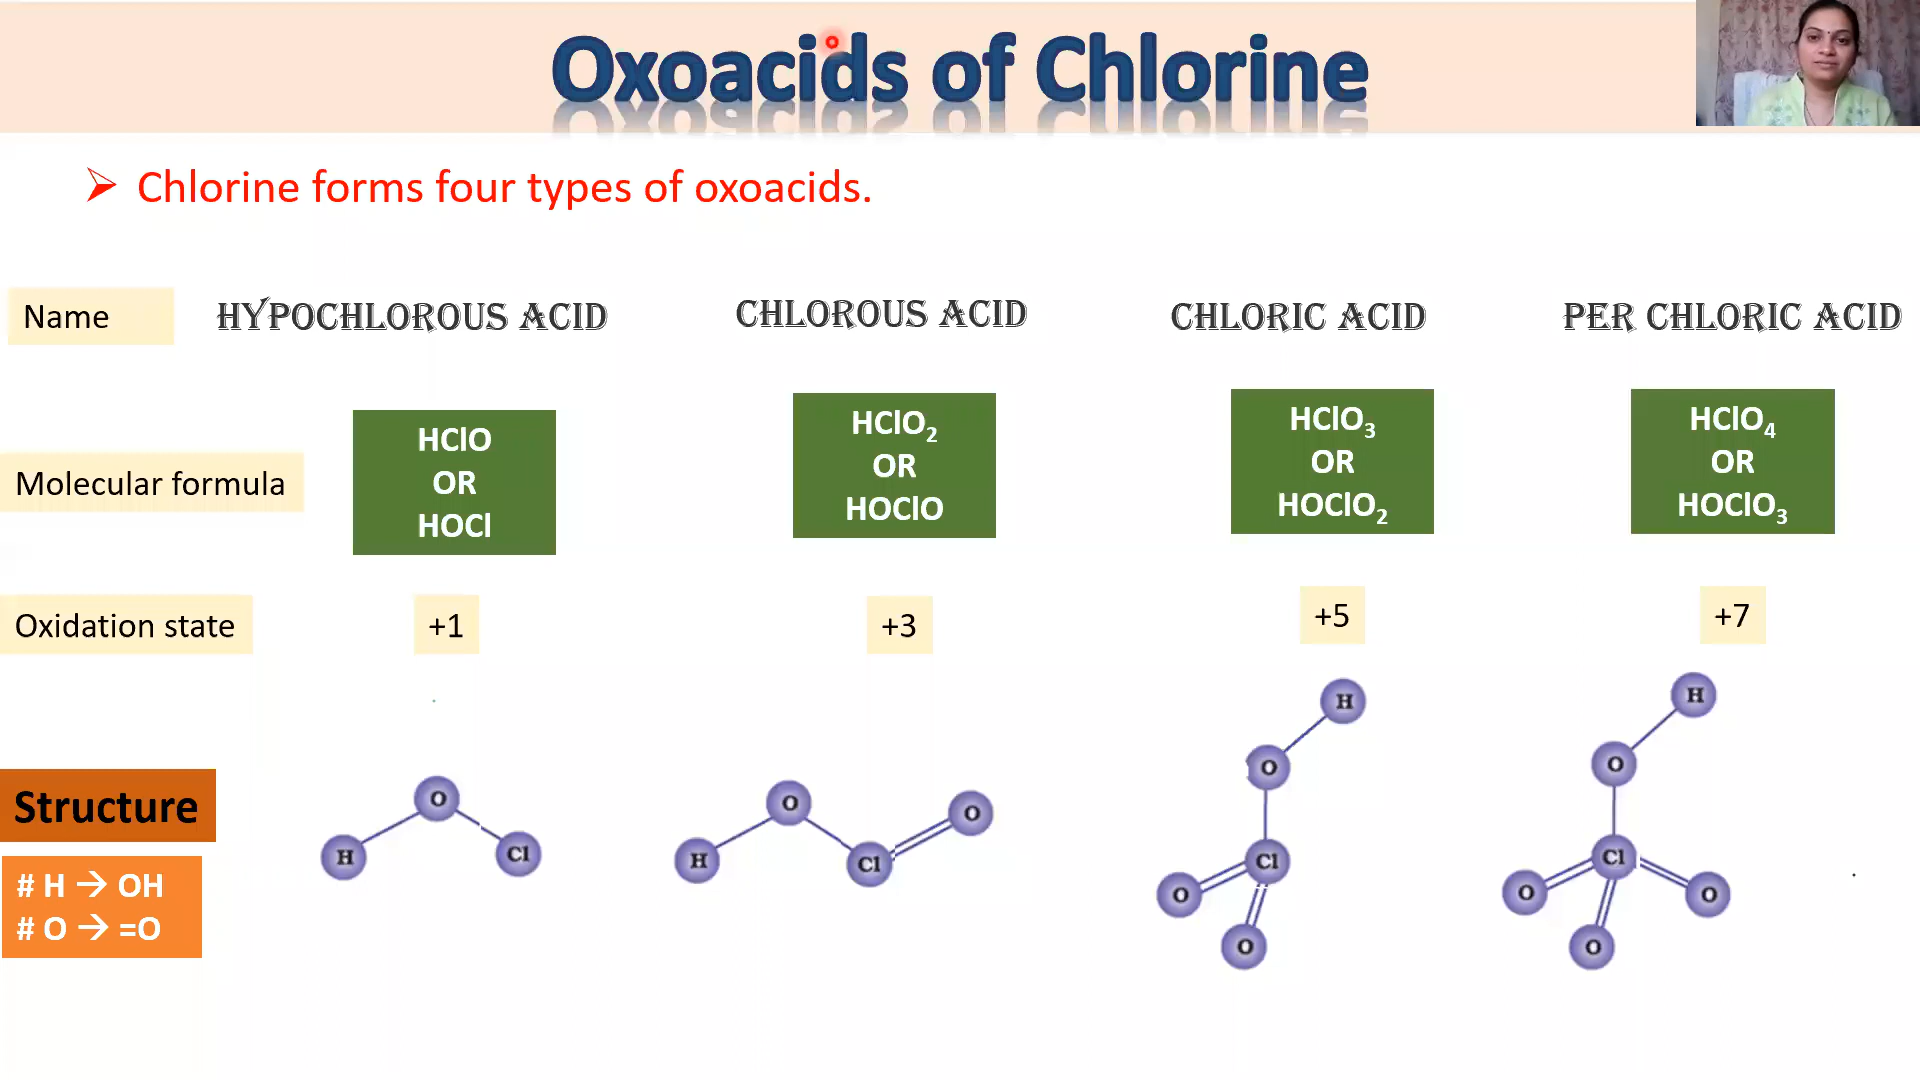 Oxoacids of Chlorine
➢ Chlorine forms four types of oxoacids.
Name
HYPOCHLOROUS ACID
CHLOROUS ACID
CHLORIC ACID
PER CHLORIC ACID
Molecular formula
HClO
OR
HOCl
HClO₂
OR
HOClO
HClO₃
OR
HOClO₂
HClO₄
OR
HOClO₃
Oxidation state
+1
+3
+5
+7
Structure
# H → OH
# O → =O
H O Cl
H O Cl O
H O Cl O O
H O Cl O O O